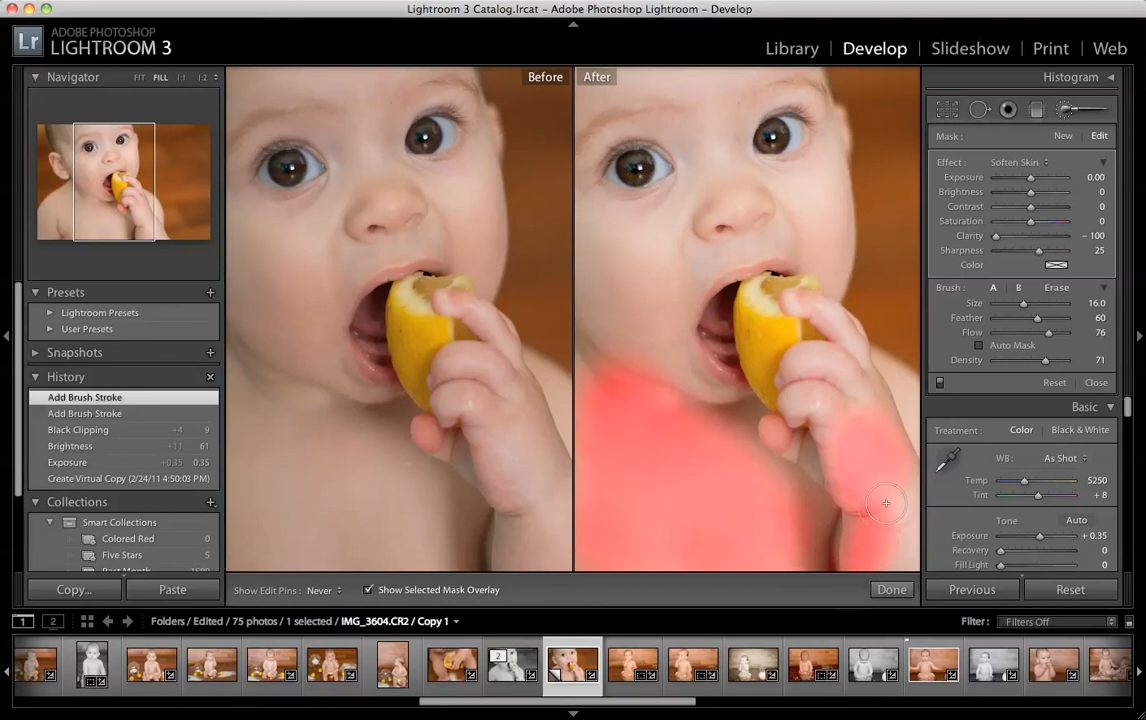 Lightroom 3 Catalog.lrcat – Adobe Photoshop Lightroom – Develop
Lr
ADOBE PHOTOSHOP
LIGHTROOM 3
Library | Develop | Slideshow | Print | Web
Navigator FIT FILL 1:1 1:2
Before
After
Histogram
Mask : New Edit
Effect : Soften Skin
Exposure 0.00
Brightness 0
Contrast 0
Saturation 0
Clarity – 100
Sharpness 25
Color
Brush : A B Erase
Size 16.0
Feather 60
Flow 76
Auto Mask
Density 71
Reset Close
Basic
Treatment : Color Black & White
WB : As Shot
Temp 5250
Tint + 8
Tone Auto
Exposure + 0.35
Recovery 0
Fill Light 0
Presets
Lightroom Presets
User Presets
Snapshots
History
Add Brush Stroke
Add Brush Stroke
Black Clipping +4 9
Brightness +11 61
Exposure +0.35 0.35
Create Virtual Copy (2/24/11 4:50:03 PM)
Collections
Smart Collections
Colored Red 8
Five Stars 5
Copy... Paste
Show Edit Pins : Never
Show Selected Mask Overlay
Done
Previous Reset
1 2
Folders / Edited / 75 photos / 1 selected / IMG_3604.CR2 / Copy 1
Filter : Filters Off
2